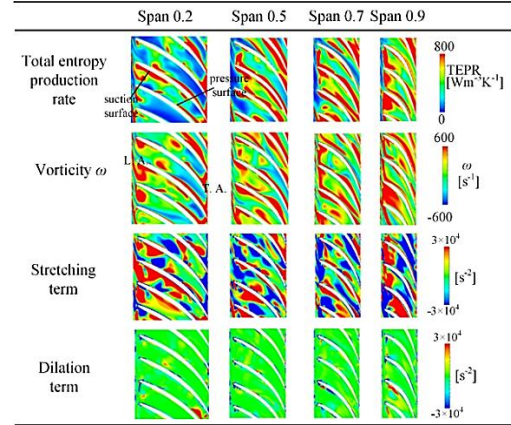 Span 0.2 Span 0.5 Span 0.7 Span 0.9
Total entropy production rate
suction surface
pressure surface
800
TEPR
[Wm⁻³K⁻¹]
0
Vorticity ω
L. A.
T. A.
600
ω
[s⁻¹]
-600
Stretching term
3×10⁴
[s⁻²]
-3×10⁴
Dilation term
3×10⁴
[s⁻²]
-3×10⁴